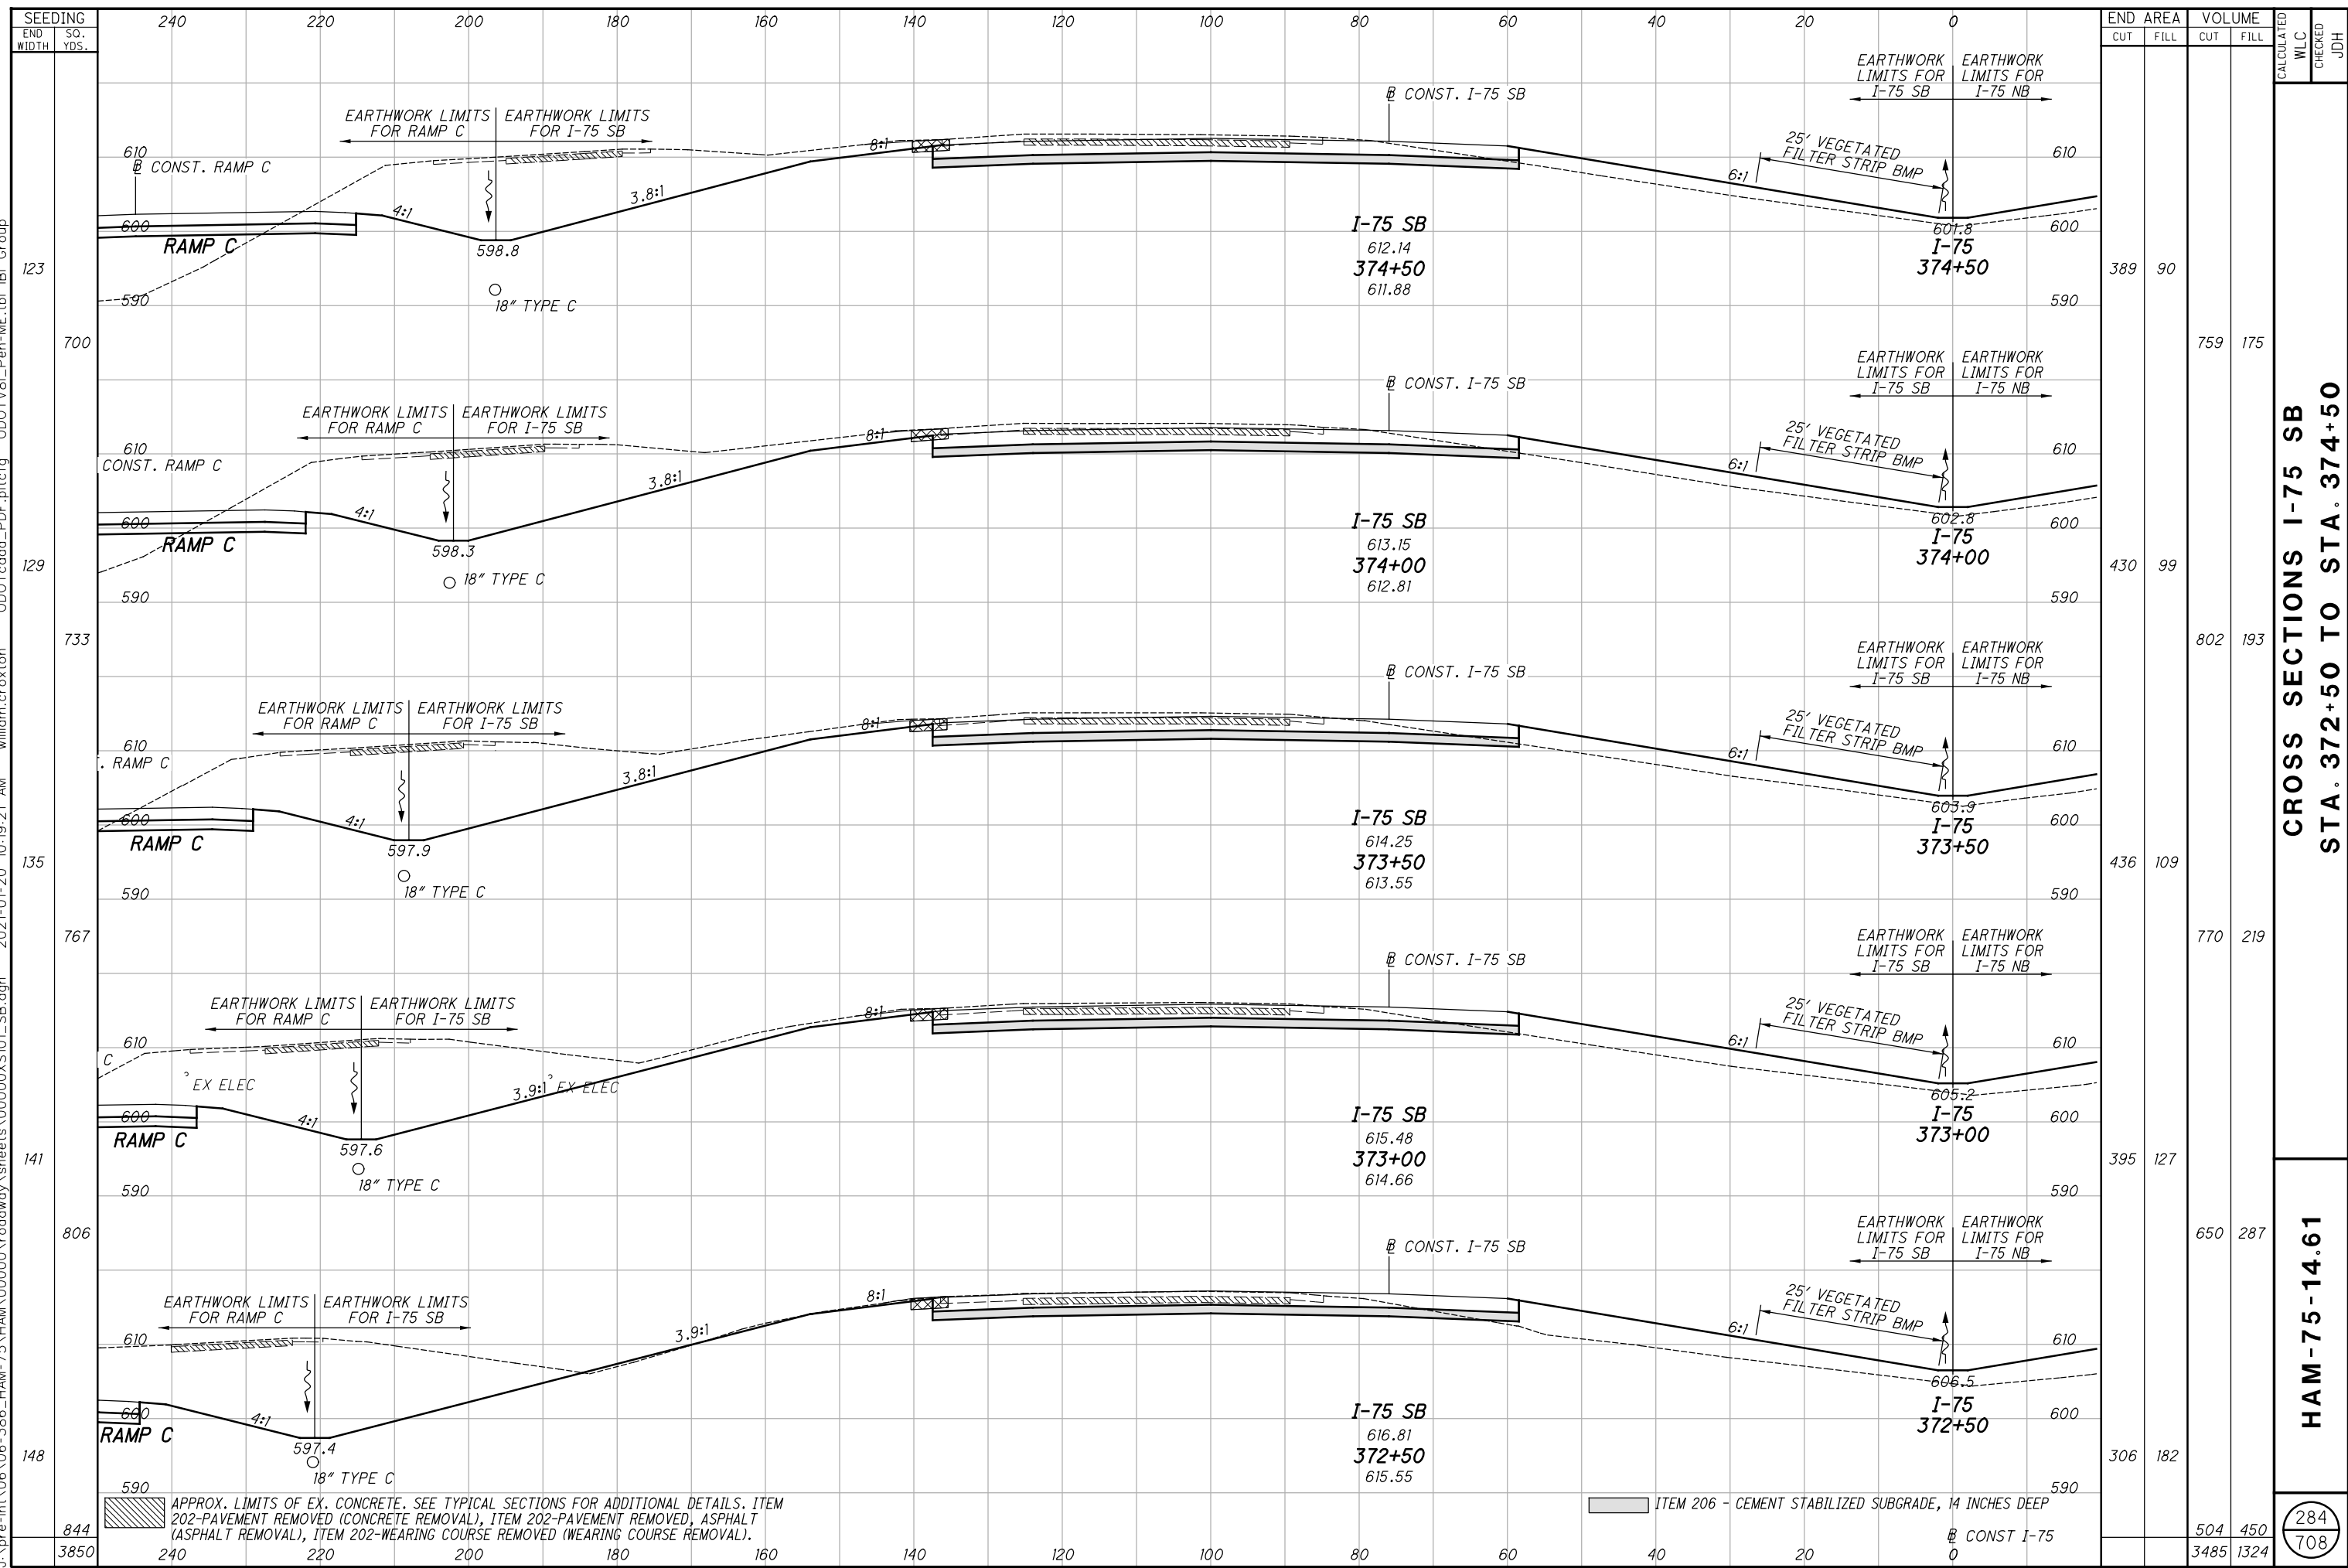 SEEDING
END WIDTH
SQ. YDS.
240 220 200 180 160 140 120 100 80 60 40 20 0
END AREA
VOLUME
CUT FILL CUT FILL
CALCULATED
WLC
CHECKED
JDH
EARTHWORK LIMITS FOR I-75 SB
EARTHWORK LIMITS FOR I-75 NB
EARTHWORK LIMITS FOR RAMP C
EARTHWORK LIMITS FOR I-75 SB
CONST. I-75 SB
CONST. RAMP C
25' VEGETATED
FILTER STRIP BMP
610 8:1 6:1 610
4:1 3.8:1
600 600
RAMP C
598.8
I-75 SB
612.14
374+50
611.88
601.8
I-75
374+50
123 389 90
590 590
18" TYPE C
700 759 175
EARTHWORK LIMITS FOR I-75 SB
EARTHWORK LIMITS FOR I-75 NB
CONST. I-75 SB
EARTHWORK LIMITS FOR RAMP C
EARTHWORK LIMITS FOR I-75 SB
25' VEGETATED
FILTER STRIP BMP
610 8:1 6:1 610
CONST. RAMP C
4:1 3.8:1
600 600
RAMP C
598.3
I-75 SB
613.15
374+00
612.81
602.8
I-75
374+00
129 430 99
18" TYPE C
590 590
733 802 193
EARTHWORK LIMITS FOR I-75 SB
EARTHWORK LIMITS FOR I-75 NB
CONST. I-75 SB
EARTHWORK LIMITS FOR RAMP C
EARTHWORK LIMITS FOR I-75 SB
25' VEGETATED
FILTER STRIP BMP
610 8:1 6:1 610
. RAMP C
4:1 3.8:1
600 600
RAMP C
597.9
I-75 SB
614.25
373+50
613.55
603.9
I-75
373+50
135 436 109
18" TYPE C
590 590
767 770 219
EARTHWORK LIMITS FOR I-75 SB
EARTHWORK LIMITS FOR I-75 NB
CONST. I-75 SB
EARTHWORK LIMITS FOR RAMP C
EARTHWORK LIMITS FOR I-75 SB
25' VEGETATED
FILTER STRIP BMP
610 8:1 6:1 610
C
EX ELEC
3.9:1
EX ELEC
600 4:1 600
RAMP C
597.6
I-75 SB
615.48
373+00
614.66
605.2
I-75
373+00
141 395 127
18" TYPE C
590 590
806 650 287
EARTHWORK LIMITS FOR I-75 SB
EARTHWORK LIMITS FOR I-75 NB
CONST. I-75 SB
EARTHWORK LIMITS FOR RAMP C
EARTHWORK LIMITS FOR I-75 SB
25' VEGETATED
FILTER STRIP BMP
8:1 6:1
610 3.9:1 610
600 4:1 600
RAMP C
597.4
I-75 SB
616.81
372+50
615.55
606.5
I-75
372+50
148 306 182
18" TYPE C
590 590
APPROX. LIMITS OF EX. CONCRETE. SEE TYPICAL SECTIONS FOR ADDITIONAL DETAILS. ITEM
202-PAVEMENT REMOVED (CONCRETE REMOVAL), ITEM 202-PAVEMENT REMOVED, ASPHALT
(ASPHALT REMOVAL), ITEM 202-WEARING COURSE REMOVED (WEARING COURSE REMOVAL).
ITEM 206 - CEMENT STABILIZED SUBGRADE, 14 INCHES DEEP
CONST I-75
844 504 450
3850 3485 1324
240 220 200 180 160 140 120 100 80 60 40 20 0
CROSS SECTIONS I-75 SB
STA. 372+50 TO STA. 374+50
HAM-75-14.61
284
708